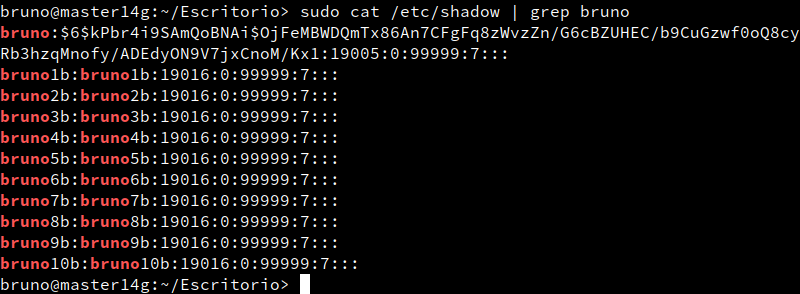 bruno@master14g:~/Escritorio> sudo cat /etc/shadow | grep bruno
bruno:$6$kPbr4i9SAmQoBNAi$OjFeMBWDQmTx86An7CFgFq8zWvzZn/G6cBZUHEC/b9CuGzwf0oQ8cy
Rb3hzqMnofy/ADEdyON9V7jxCnoM/Kx1:19005:0:99999:7:::
bruno1b:bruno1b:19016:0:99999:7:::
bruno2b:bruno2b:19016:0:99999:7:::
bruno3b:bruno3b:19016:0:99999:7:::
bruno4b:bruno4b:19016:0:99999:7:::
bruno5b:bruno5b:19016:0:99999:7:::
bruno6b:bruno6b:19016:0:99999:7:::
bruno7b:bruno7b:19016:0:99999:7:::
bruno8b:bruno8b:19016:0:99999:7:::
bruno9b:bruno9b:19016:0:99999:7:::
bruno10b:bruno10b:19016:0:99999:7:::
bruno@master14g:~/Escritorio>